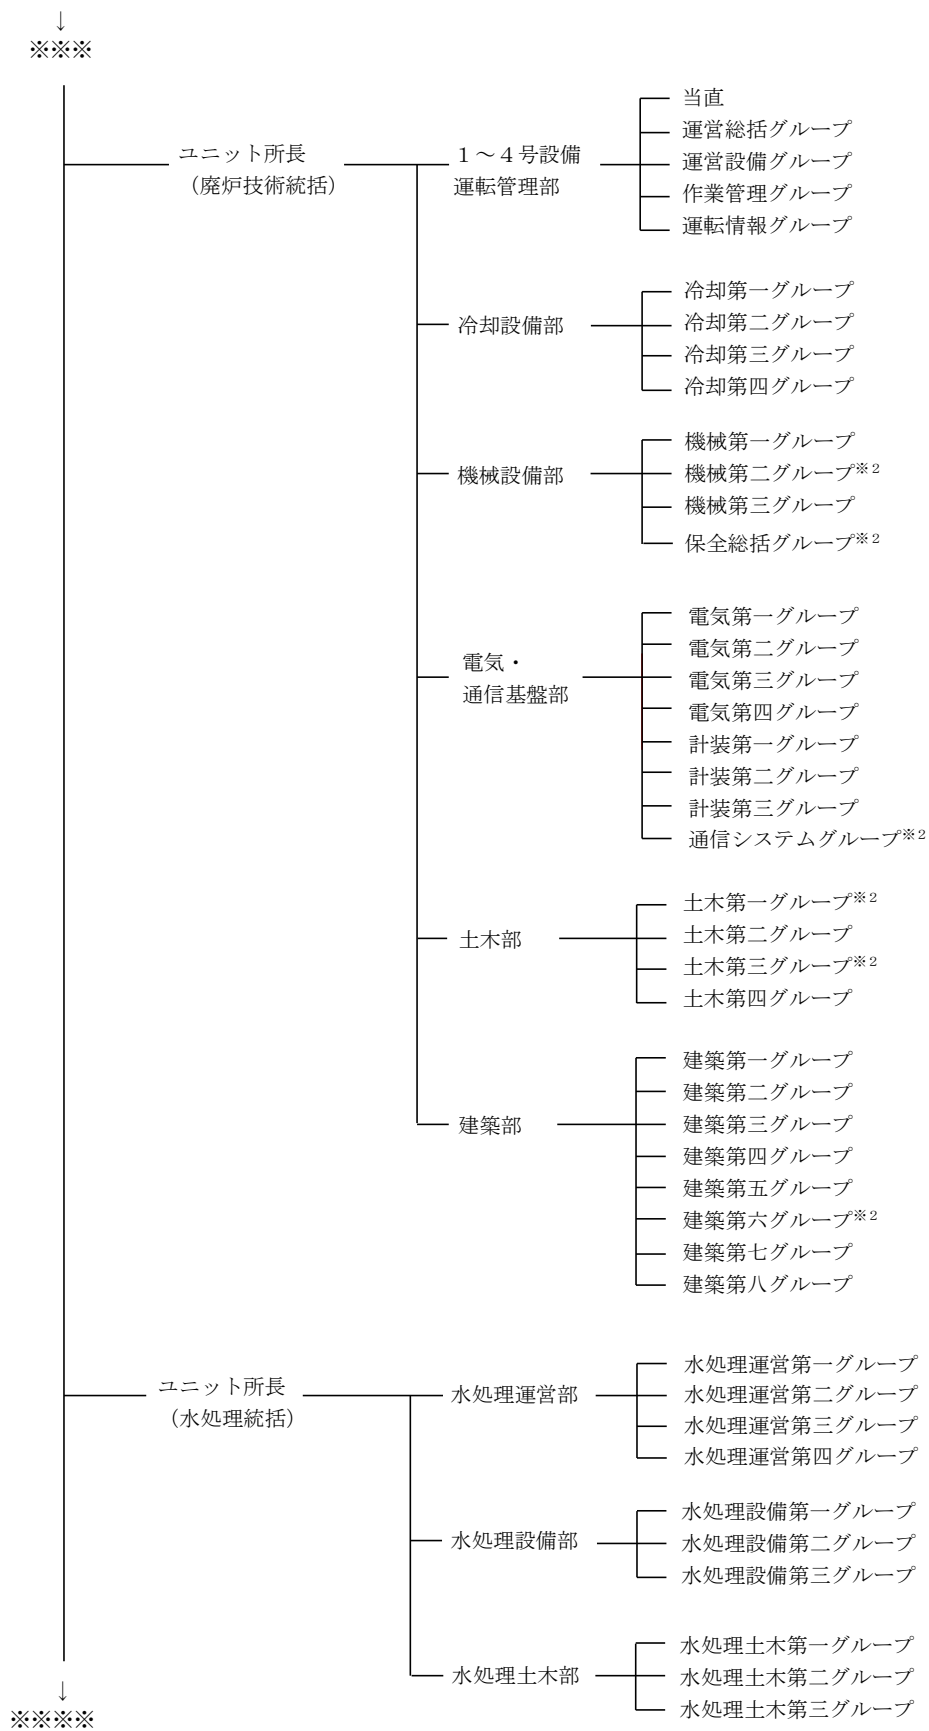 ↓
※※※
ユニット所長
（廃炉技術統括）
１～４号設備
運転管理部
当直
運営総括グループ
運営設備グループ
作業管理グループ
運転情報グループ
冷却設備部
冷却第一グループ
冷却第二グループ
冷却第三グループ
冷却第四グループ
機械設備部
機械第一グループ
機械第二グループ※２
機械第三グループ
保全総括グループ※２
電気・
通信基盤部
電気第一グループ
電気第二グループ
電気第三グループ
電気第四グループ
計装第一グループ
計装第二グループ
計装第三グループ
通信システムグループ※２
土木部
土木第一グループ※２
土木第二グループ
土木第三グループ※２
土木第四グループ
建築部
建築第一グループ
建築第二グループ
建築第三グループ
建築第四グループ
建築第五グループ
建築第六グループ※２
建築第七グループ
建築第八グループ
ユニット所長
（水処理統括）
水処理運営部
水処理運営第一グループ
水処理運営第二グループ
水処理運営第三グループ
水処理運営第四グループ
水処理設備部
水処理設備第一グループ
水処理設備第二グループ
水処理設備第三グループ
水処理土木部
水処理土木第一グループ
水処理土木第二グループ
水処理土木第三グループ
↓
※※※※